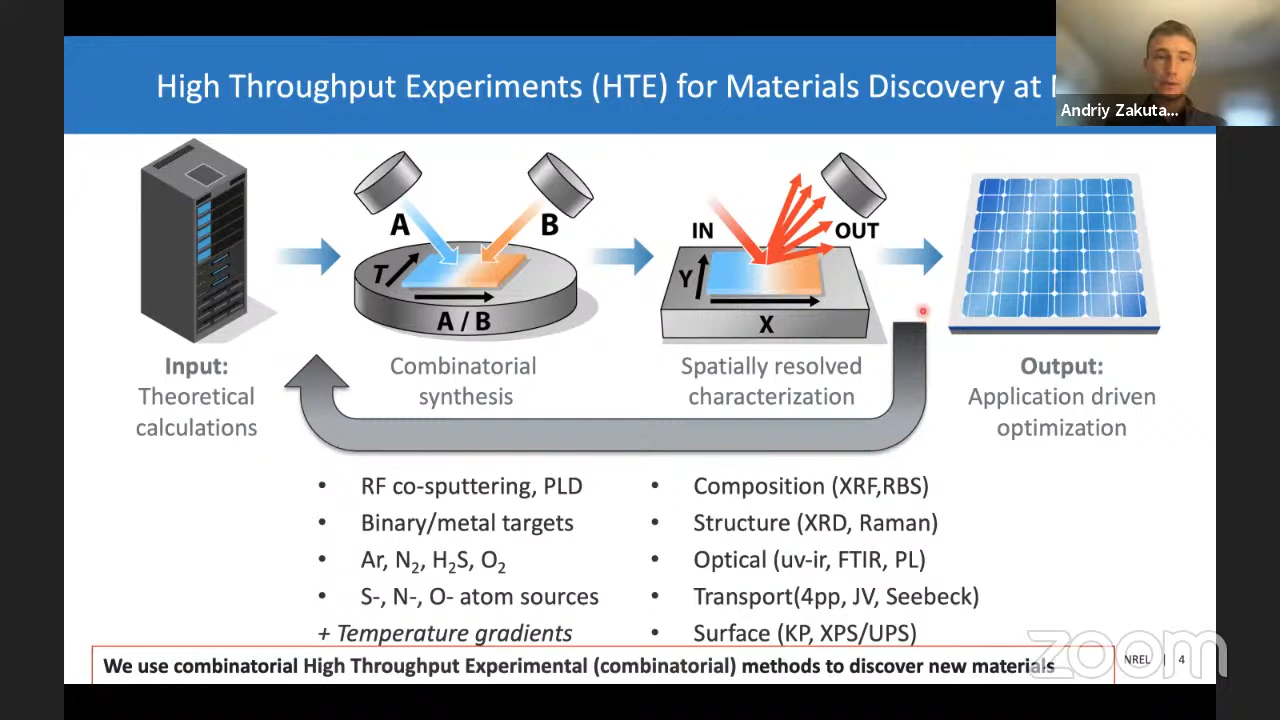 High Throughput Experiments (HTE) for Materials Discovery at
Andriy Zakuta...
A
B
T
A / B
IN
OUT
Y
X
Input:
Theoretical
calculations
Combinatorial
synthesis
Spatially resolved
characterization
Output:
Application driven
optimization
• RF co-sputtering, PLD
• Binary/metal targets
• Ar, N₂, H₂S, O₂
• S-, N-, O- atom sources
+ Temperature gradients
• Composition (XRF,RBS)
• Structure (XRD, Raman)
• Optical (uv-ir, FTIR, PL)
• Transport(4pp, JV, Seebeck)
• Surface (KP, XPS/UPS)
We use combinatorial High Throughput Experimental (combinatorial) methods to discover new materials
NREL | 4
zoom